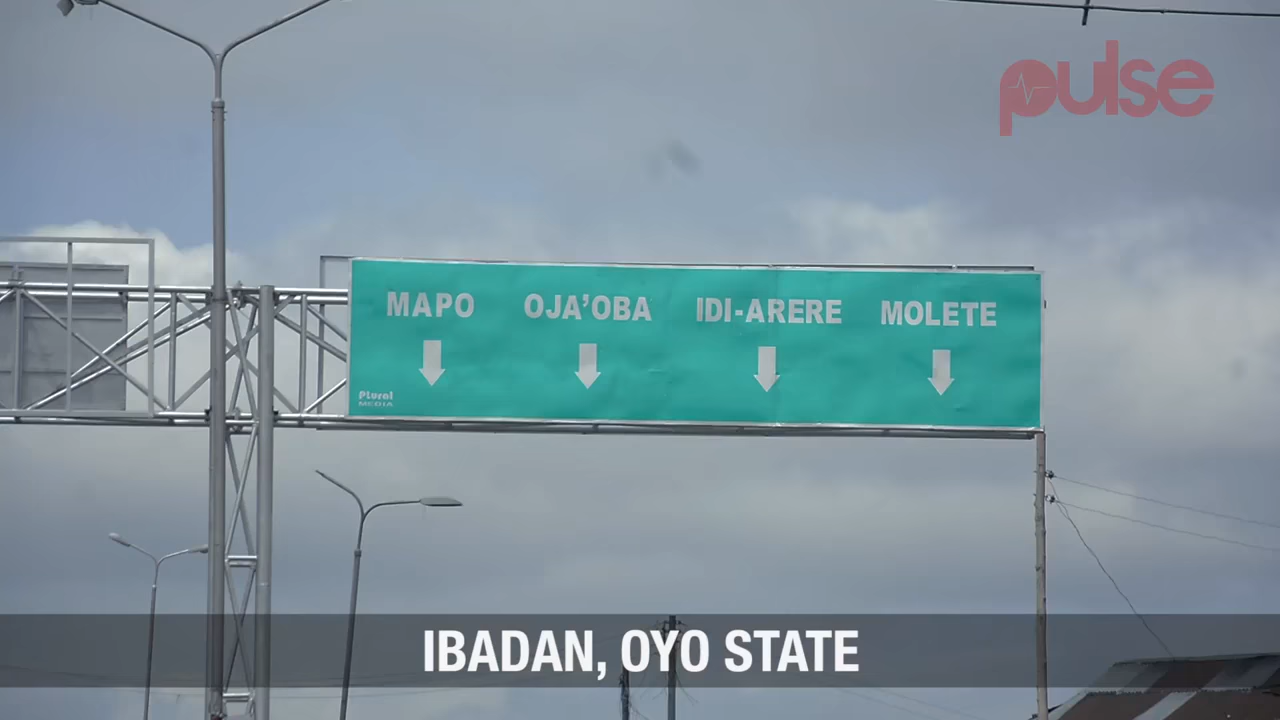 pulse
MAPO OJA'OBA IDI-ARERE MOLETE
Plural
MEDIA
IBADAN, OYO STATE